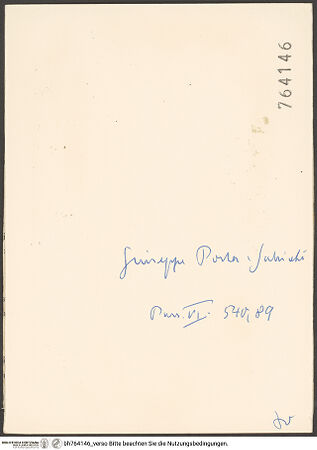 764146
Giuseppe Porta-Salviati
Pass. VI. 540, 89
bh764146_verso Bitte beachten Sie die Nutzungsbedingungen.